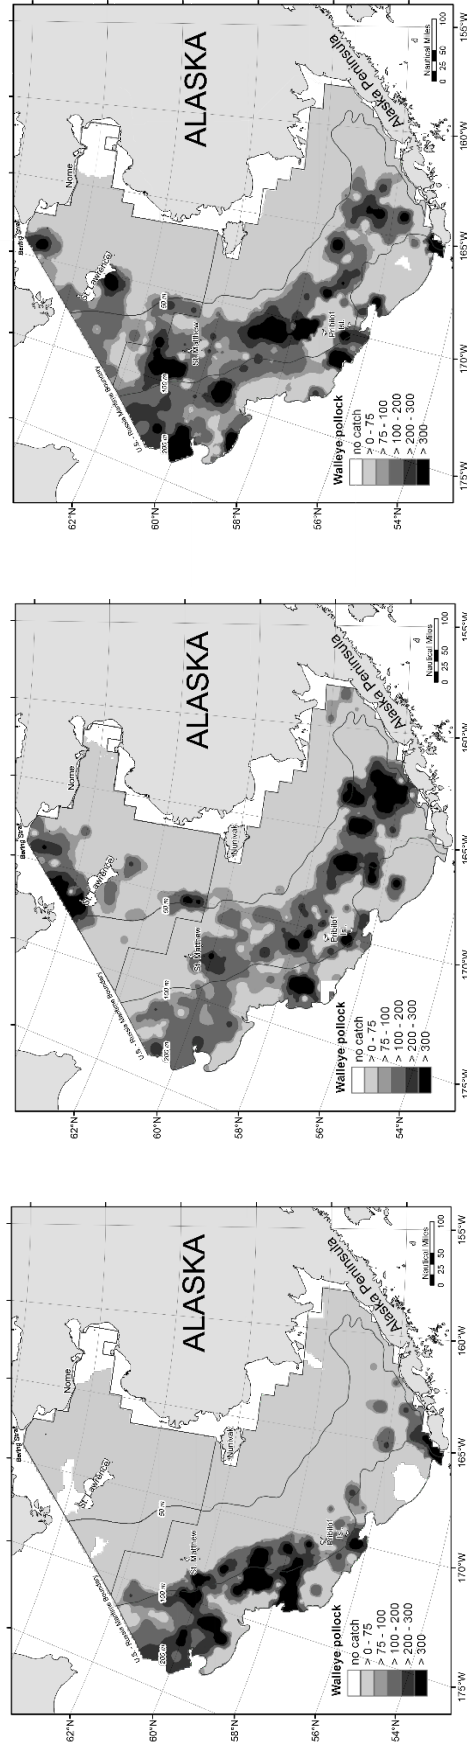 62°N
60°N
58°N
56°N
54°N
155°W
160°W
165°W
170°W
175°W
Bering Strait
Nome
St. Lawrence
U.S. - Russia Maritime Boundary
50 m
100 m
200 m
St. Matthew
Pribilof
Isl.
ALASKA
Alaska Peninsula
0 25 50 100
Nautical Miles
Walleye pollock
no catch
> 0 - 75
> 75 - 100
> 100 - 200
> 200 - 300
> 300
62°N
60°N
58°N
56°N
54°N
155°W
160°W
165°W
170°W
175°W
Bering Strait
Nome
St. Lawrence
U.S. - Russia Maritime Boundary
50 m
100 m
200 m
St. Matthew
Nunivak
Pribilof
Is.
ALASKA
Alaska Peninsula
0 25 50 100
Nautical Miles
Walleye pollock
no catch
> 0 - 75
> 75 - 100
> 100 - 200
> 200 - 300
> 300
62°N
60°N
58°N
56°N
54°N
155°W
160°W
165°W
170°W
175°W
Bering Strait
Nome
St. Lawrence
U.S. - Russia Maritime Boundary
50 m
100 m
200 m
St. Matthew
Nunivak
Pribilof
Is.
ALASKA
Alaska Peninsula
0 25 50 100
Nautical Miles
Walleye pollock
no catch
> 0 - 75
> 75 - 100
> 100 - 200
> 200 - 300
> 300